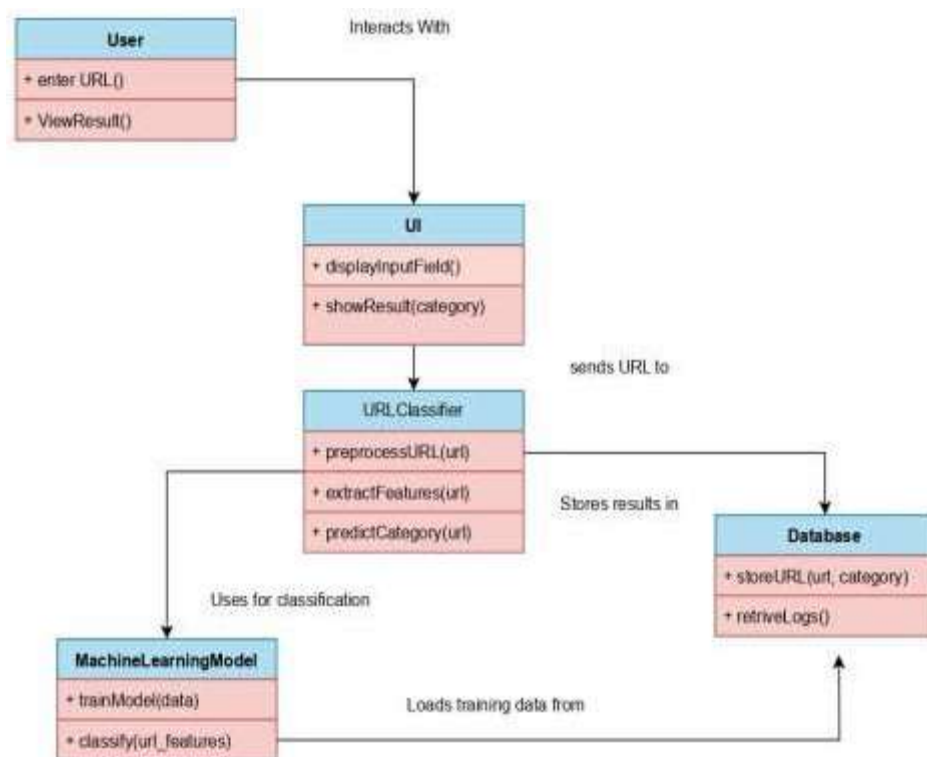 Interacts With
User
+ enter URL()
+ ViewResult()
UI
+ displayInputField()
+ showResult(category)
sends URL to
URLClassifier
+ preprocessURL(url)
+ extractFeatures(url)
+ predictCategory(url)
Stores results in
Database
+ storeURL(url, category)
+ retriveLogs()
Uses for classification
MachineLearningModel
+ trainModel(data)
+ classify(url_features)
Loads training data from